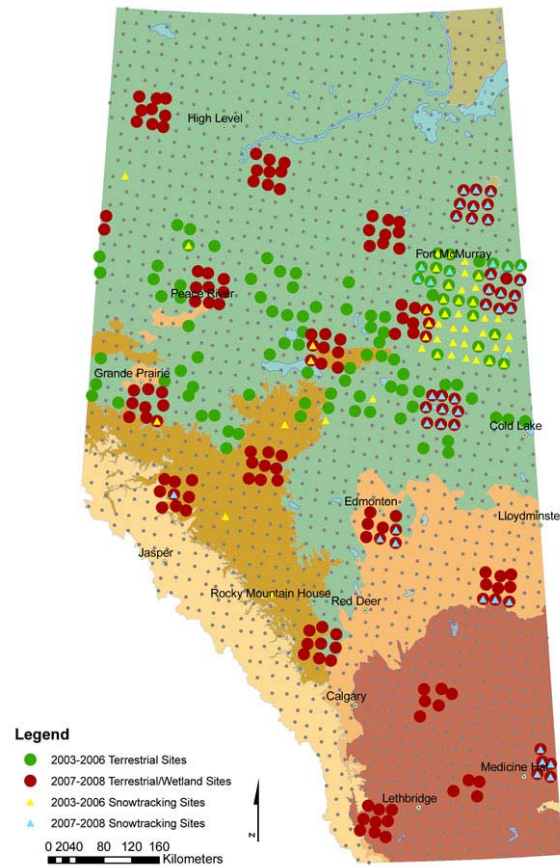 High Level
Fort McMurray
Peace River
Grande Prairie
Cold Lake
Edmonton
Lloydminster
Jasper
Rocky Mountain House
Red Deer
Calgary
Medicine Hat
Lethbridge
Legend
2003-2006 Terrestrial Sites
2007-2008 Terrestrial/Wetland Sites
2003-2006 Snowtracking Sites
2007-2008 Snowtracking Sites
0 2040 80 120 160
Kilometers
N